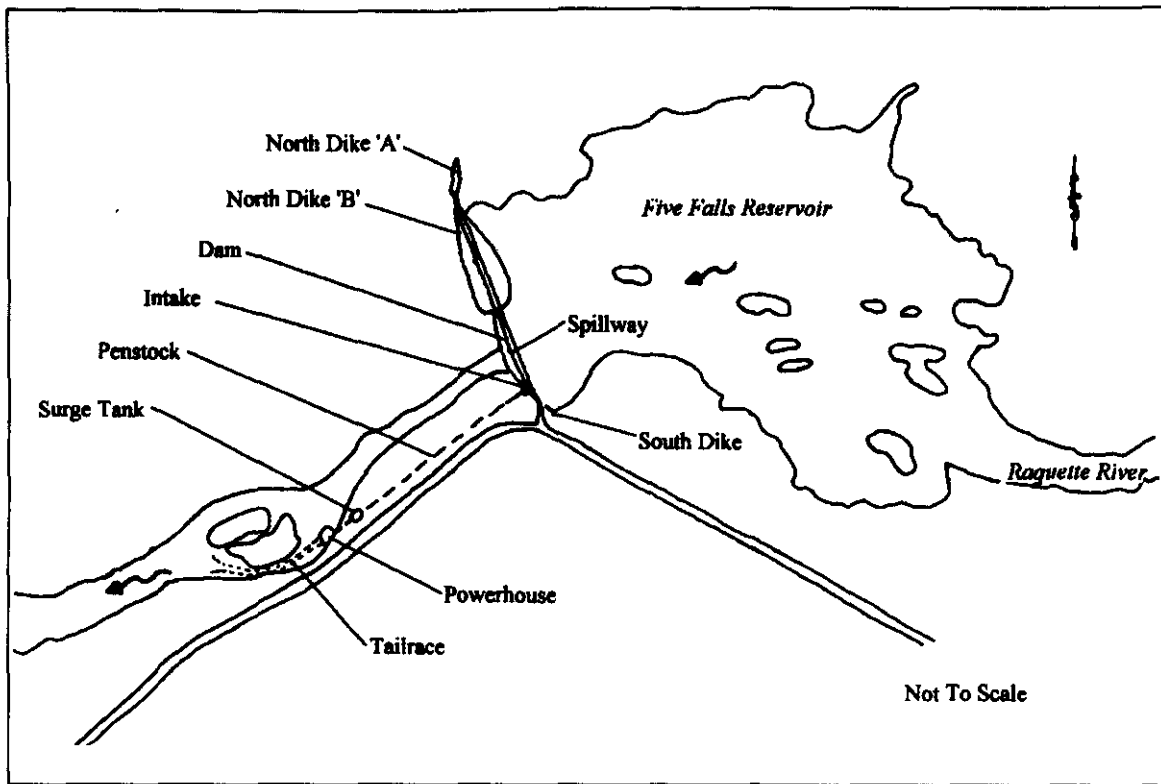 North Dike 'A'
North Dike 'B'
Five Falls Reservoir
Dam
Intake
Spillway
Penstock
Surge Tank
South Dike
Raquette River
Powerhouse
Tailrace
Not To Scale